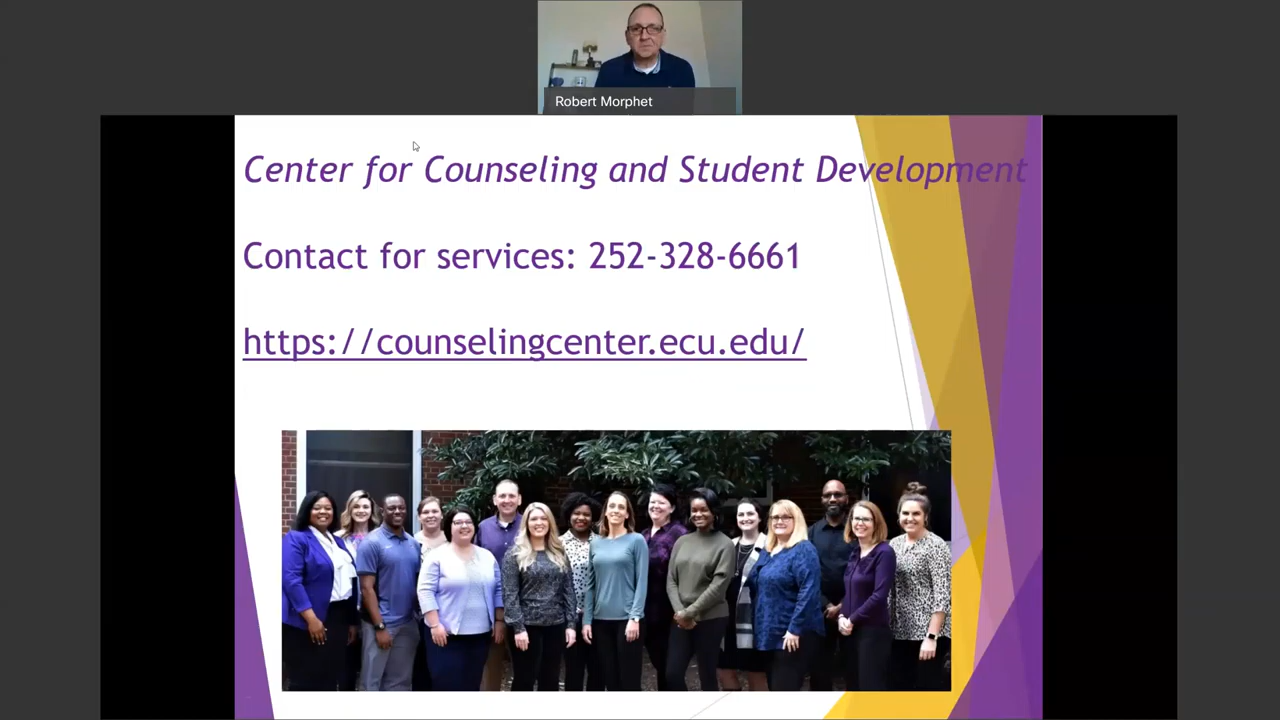 Robert Morphet
Center for Counseling and Student Development
Contact for services: 252-328-6661
https://counselingcenter.ecu.edu/